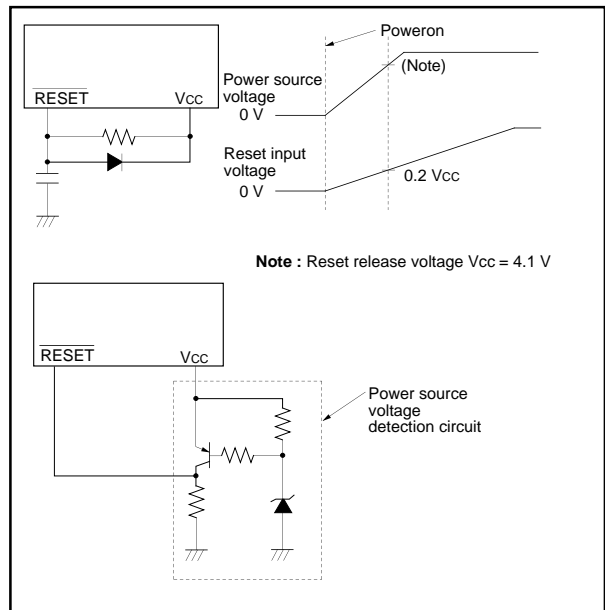 Poweron
(Note)
RESET
VCC
Power source
voltage
0 V
Reset input
voltage
0 V
0.2 VCC
Note : Reset release voltage Vcc = 4.1 V
RESET
VCC
Power source
voltage
detection circuit